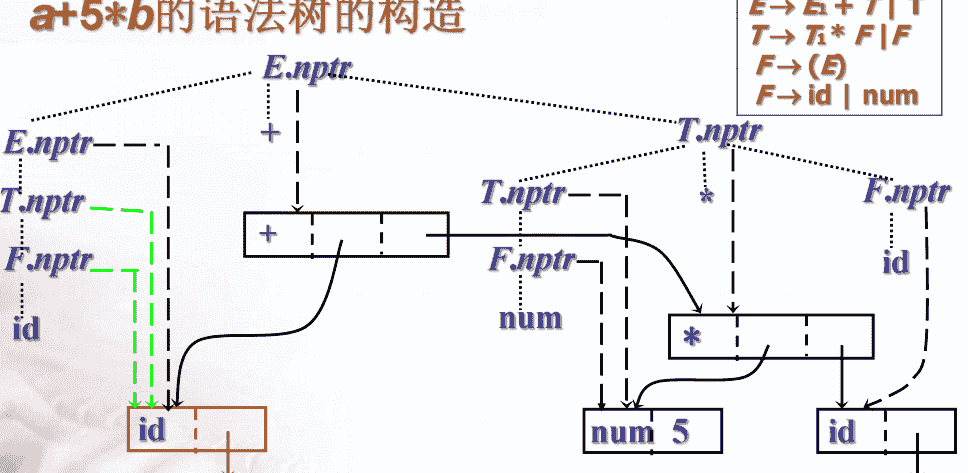 a+5*b的语法树的构造
E→ E₁ + T | T
T→ T₁* F | F
F→ (E)
F→ id | num
E.nptr
+
E.nptr
T.nptr
T.nptr
T.nptr
*
F.nptr
+
F.nptr
F.nptr
id
id
num
*
id
num 5
id